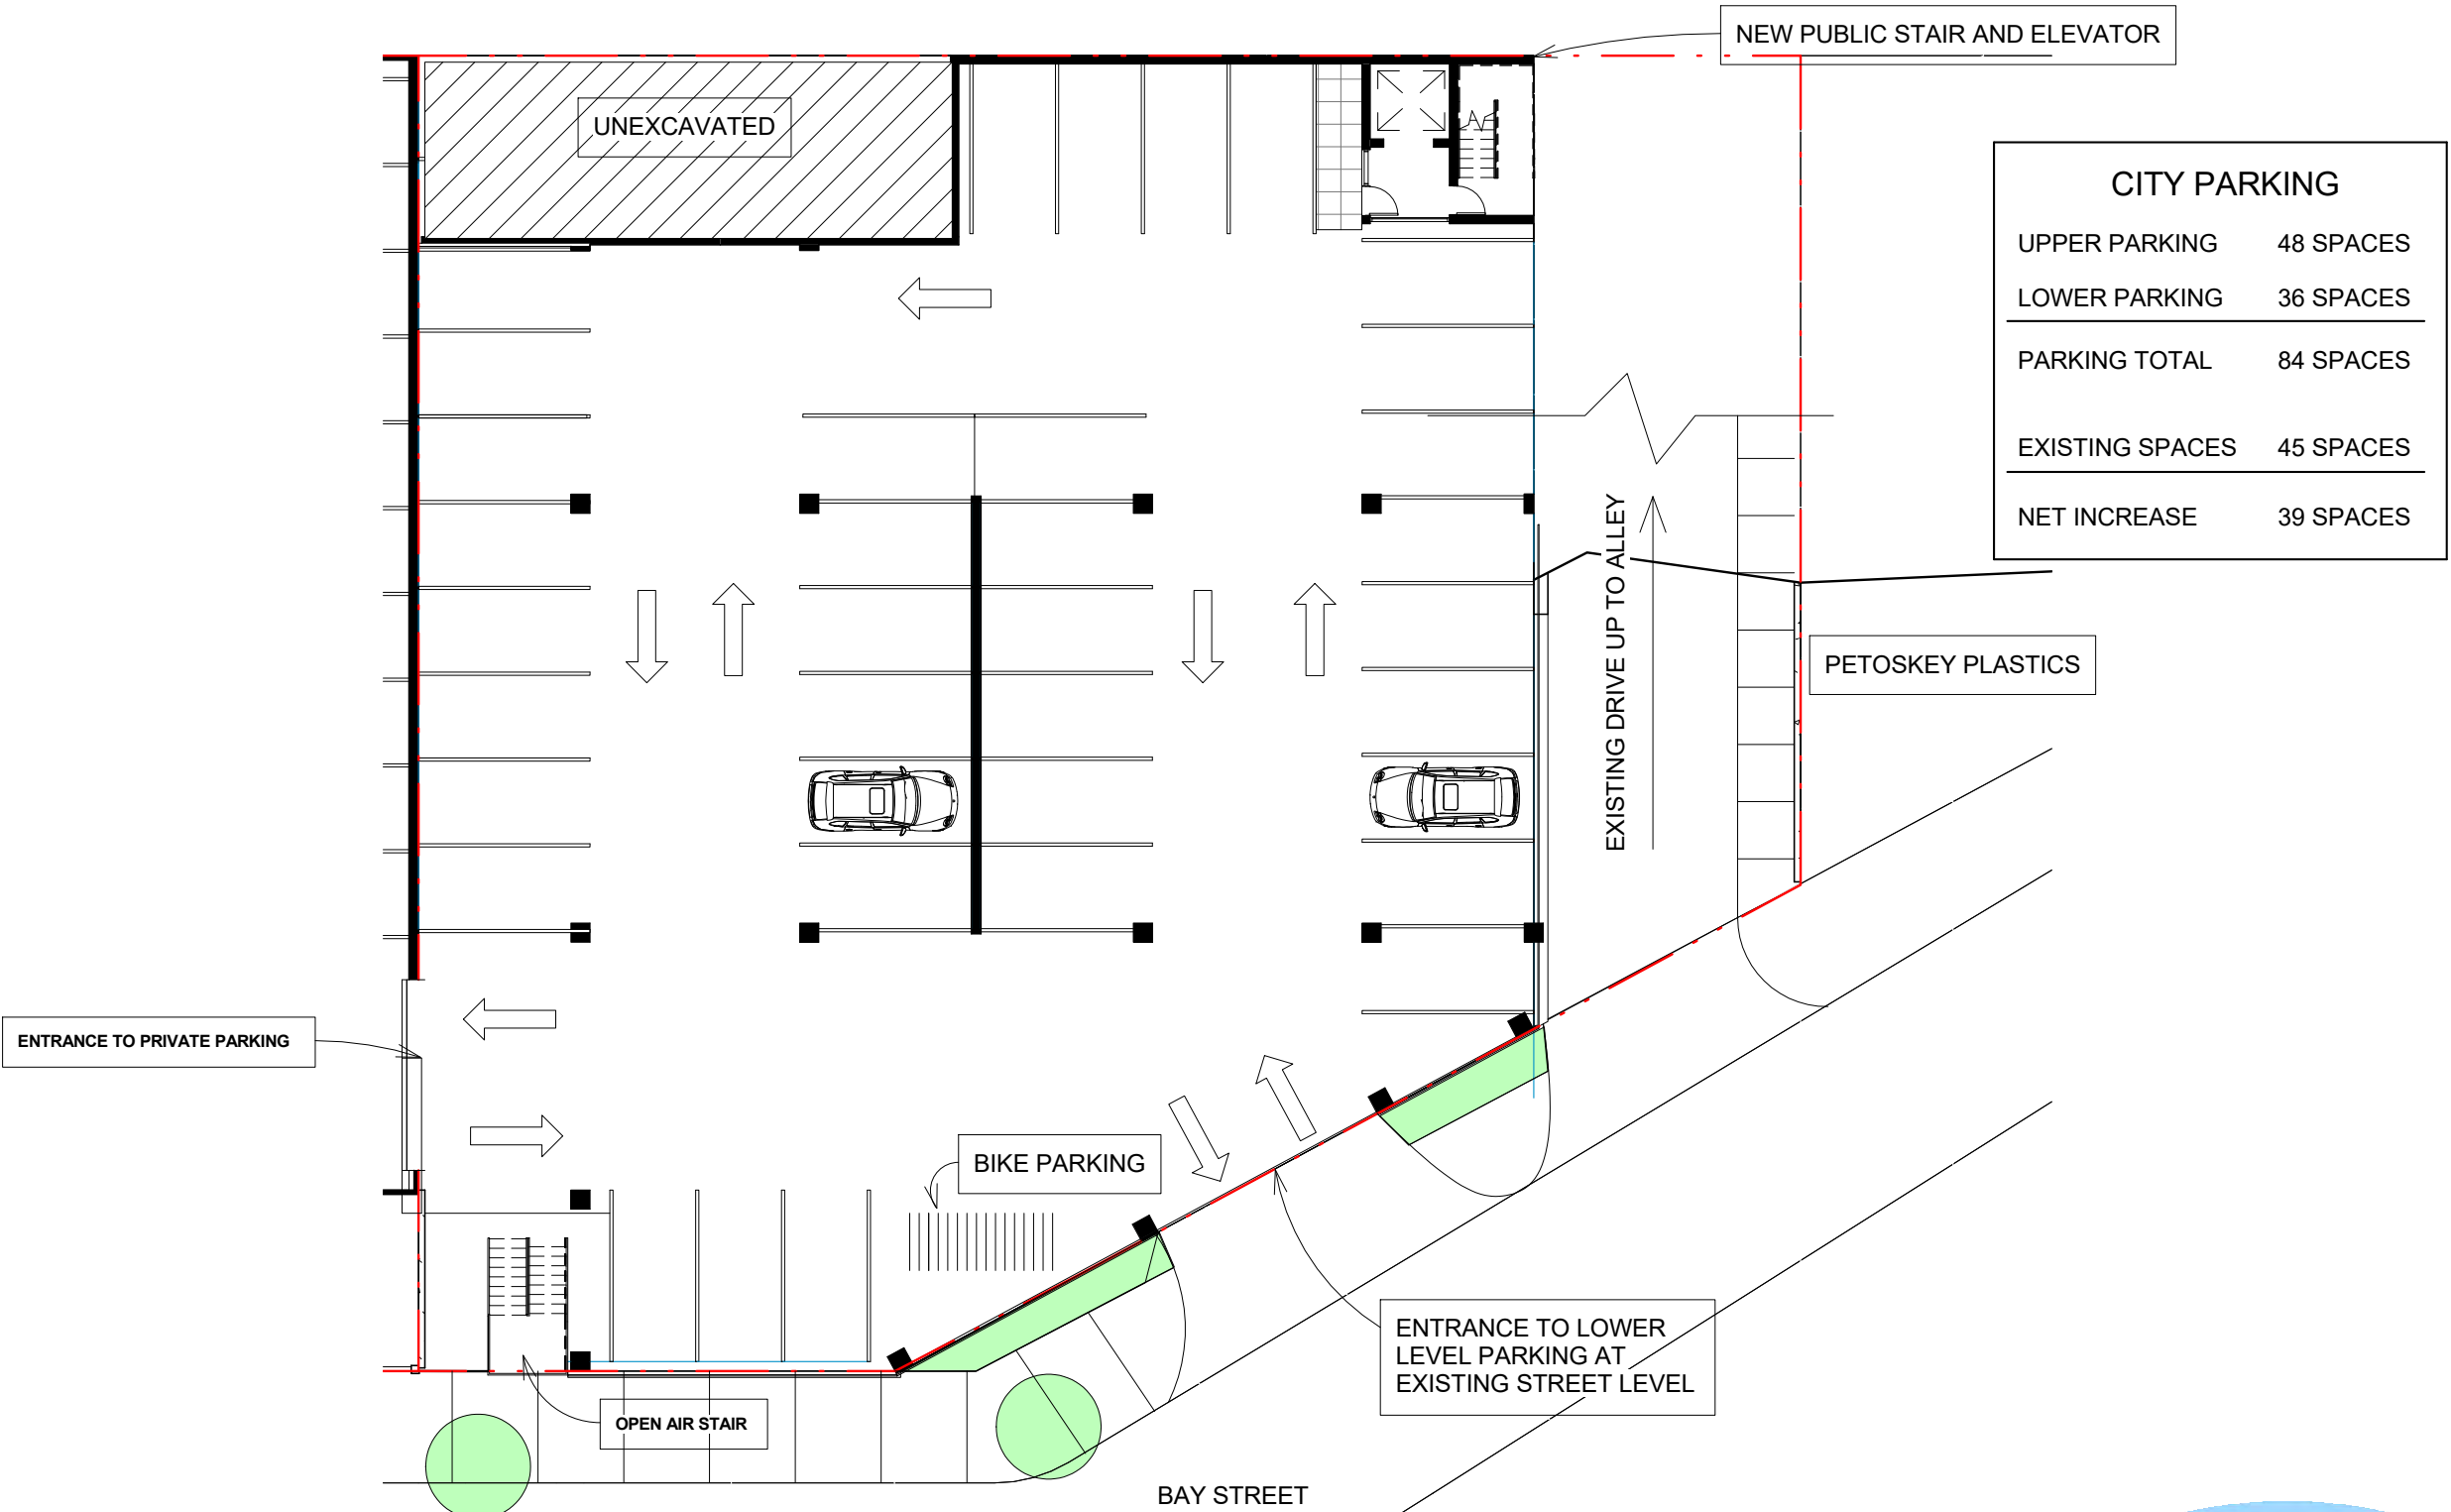 NEW PUBLIC STAIR AND ELEVATOR
UNEXCAVATED
CITY PARKING
UPPER PARKING 48 SPACES
LOWER PARKING 36 SPACES
PARKING TOTAL 84 SPACES
EXISTING SPACES 45 SPACES
NET INCREASE 39 SPACES
EXISTING DRIVE UP TO ALLEY
PETOSKEY PLASTICS
ENTRANCE TO PRIVATE PARKING
BIKE PARKING
ENTRANCE TO LOWER
LEVEL PARKING AT
EXISTING STREET LEVEL
OPEN AIR STAIR
BAY STREET